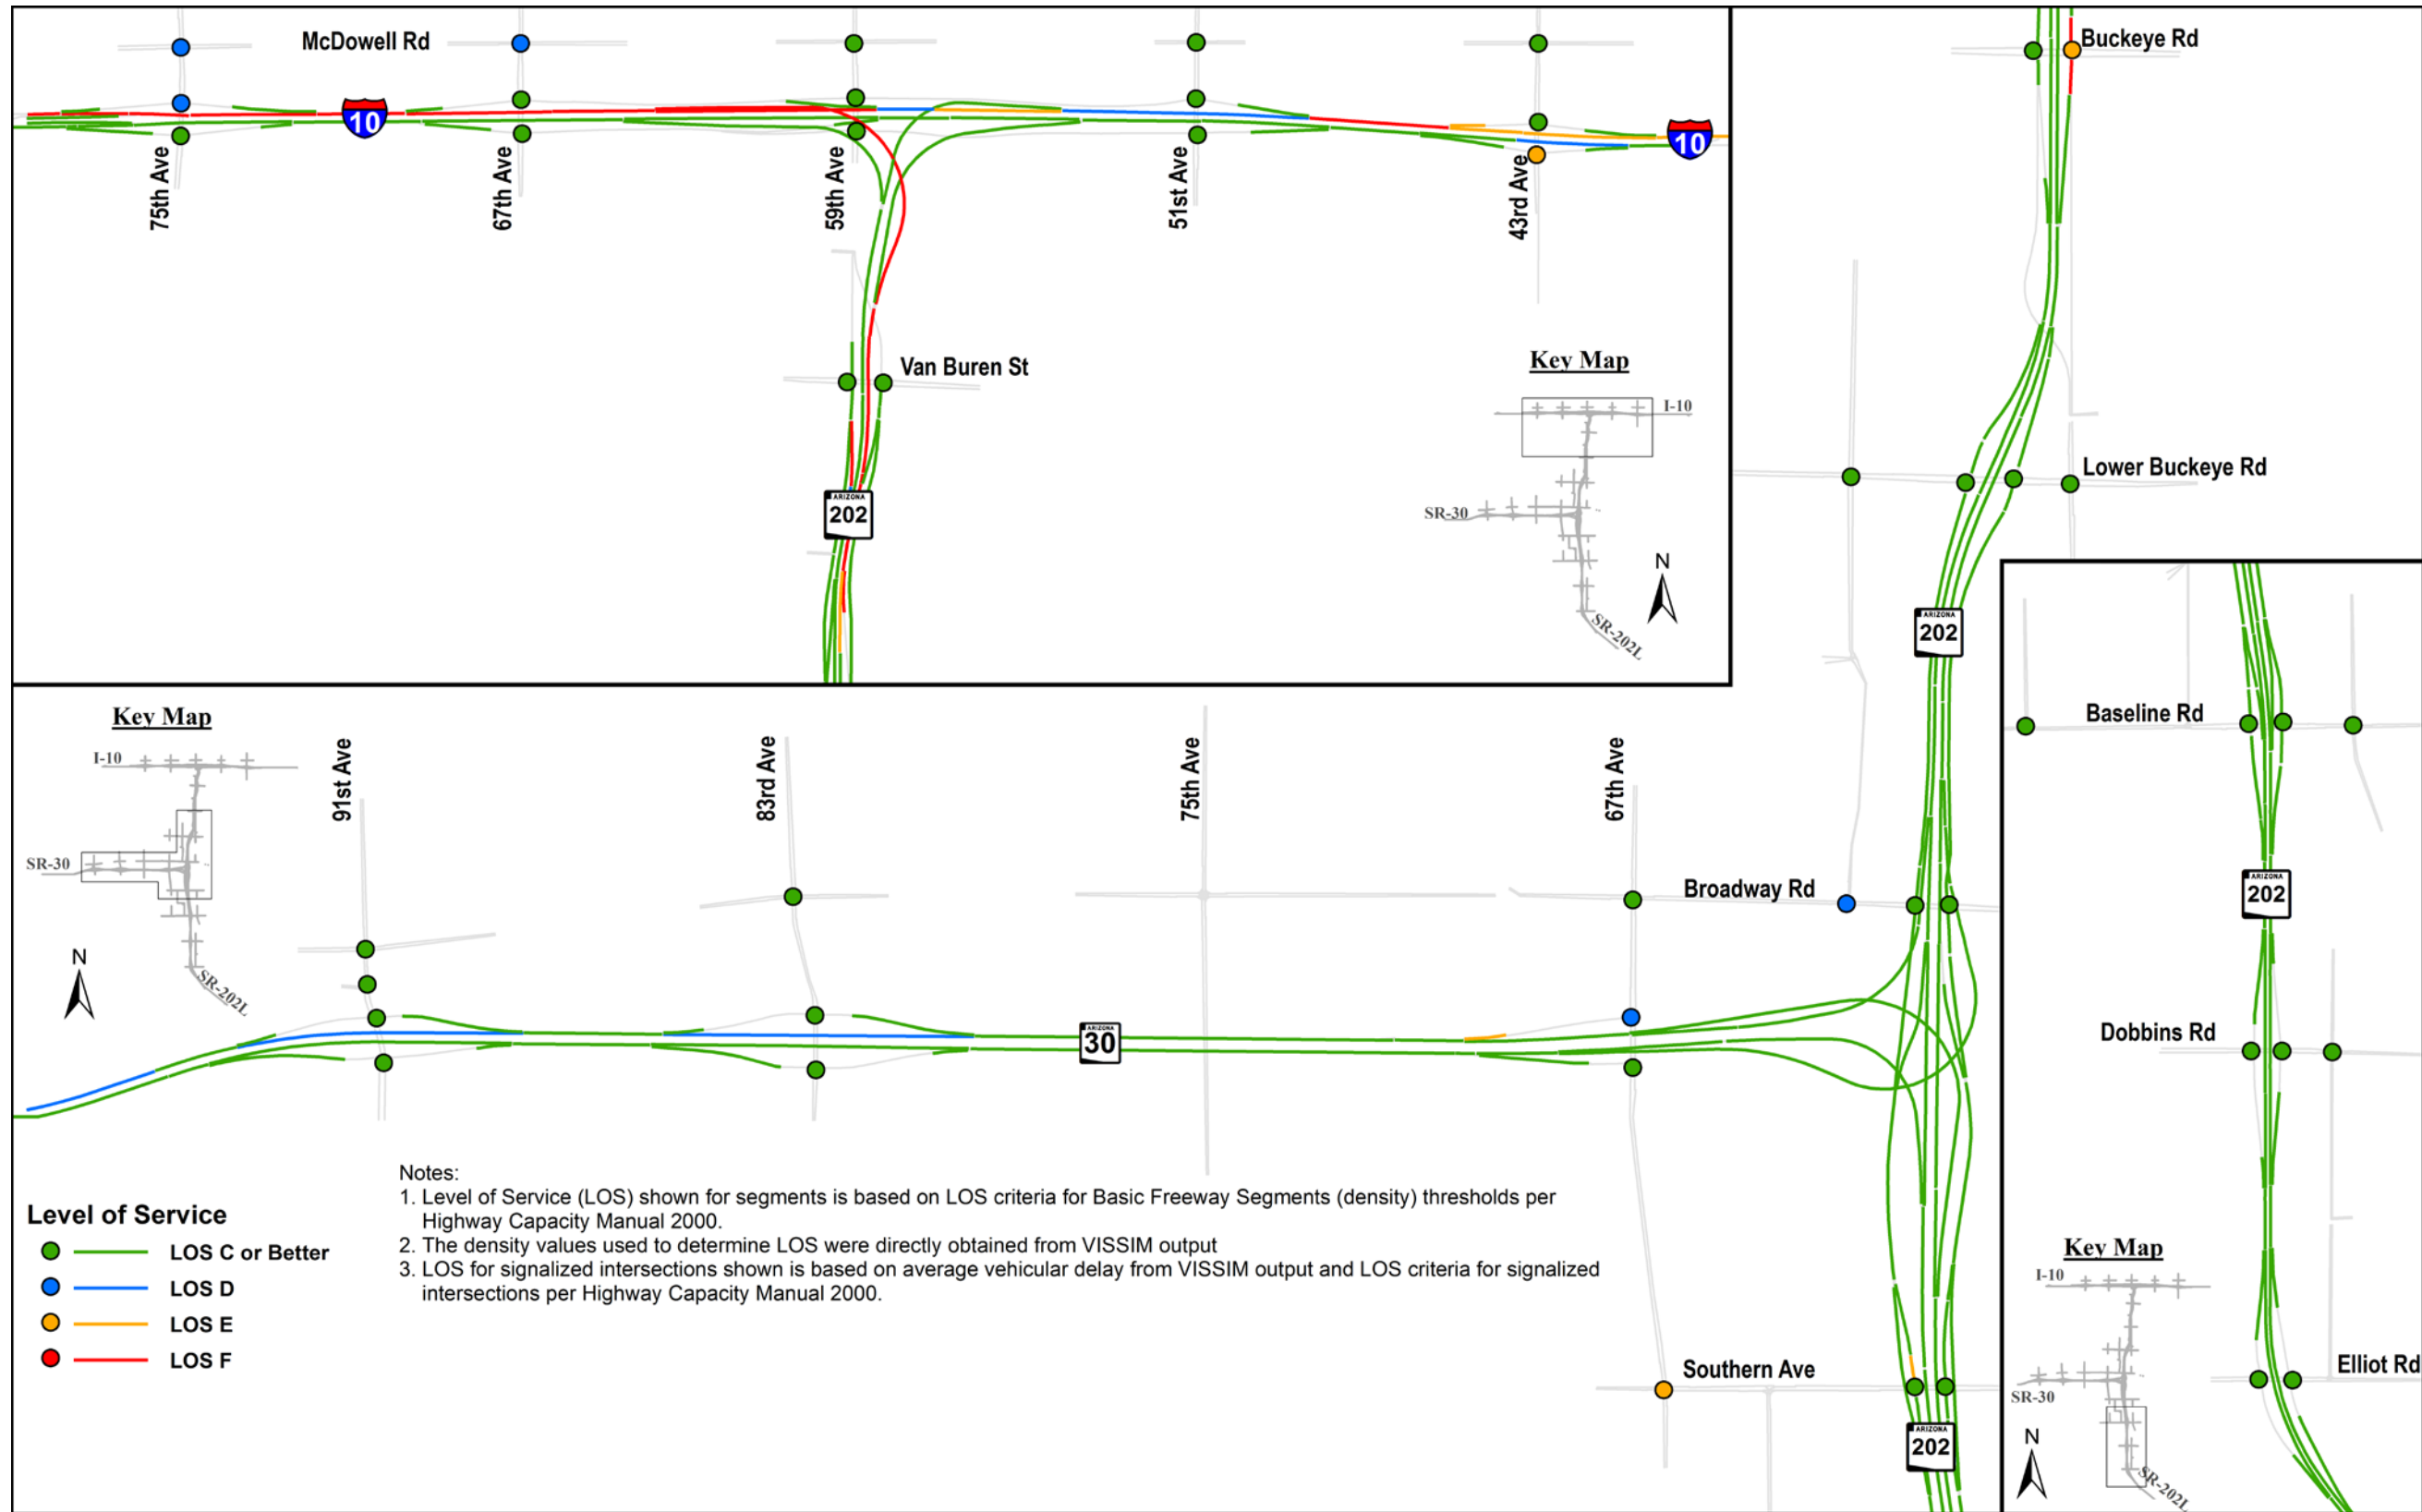 McDowell Rd
10
10
75th Ave
67th Ave
59th Ave
51st Ave
43rd Ave
Van Buren St
ARIZONA
202
Key Map
I-10
SR-30
N
SR-202L
Buckeye Rd
Lower Buckeye Rd
ARIZONA
202
Key Map
I-10
SR-30
N
SR-202L
91st Ave
83rd Ave
75th Ave
67th Ave
Broadway Rd
ARIZONA
30
Southern Ave
ARIZONA
202
Baseline Rd
ARIZONA
202
Dobbins Rd
Elliot Rd
Key Map
I-10
SR-30
N
SR-202L
Level of Service
LOS C or Better
LOS D
LOS E
LOS F
Notes:
1. Level of Service (LOS) shown for segments is based on LOS criteria for Basic Freeway Segments (density) thresholds per
Highway Capacity Manual 2000.
2. The density values used to determine LOS were directly obtained from VISSIM output
3. LOS for signalized intersections shown is based on average vehicular delay from VISSIM output and LOS criteria for signalized
intersections per Highway Capacity Manual 2000.